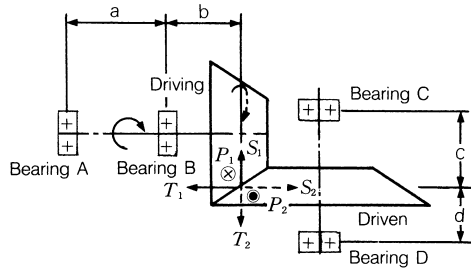 a
b
Driving
Bearing C
Bearing A
Bearing B
P₁
S₁
T₁
S₂
P₂
T₂
c
d
Driven
Bearing D